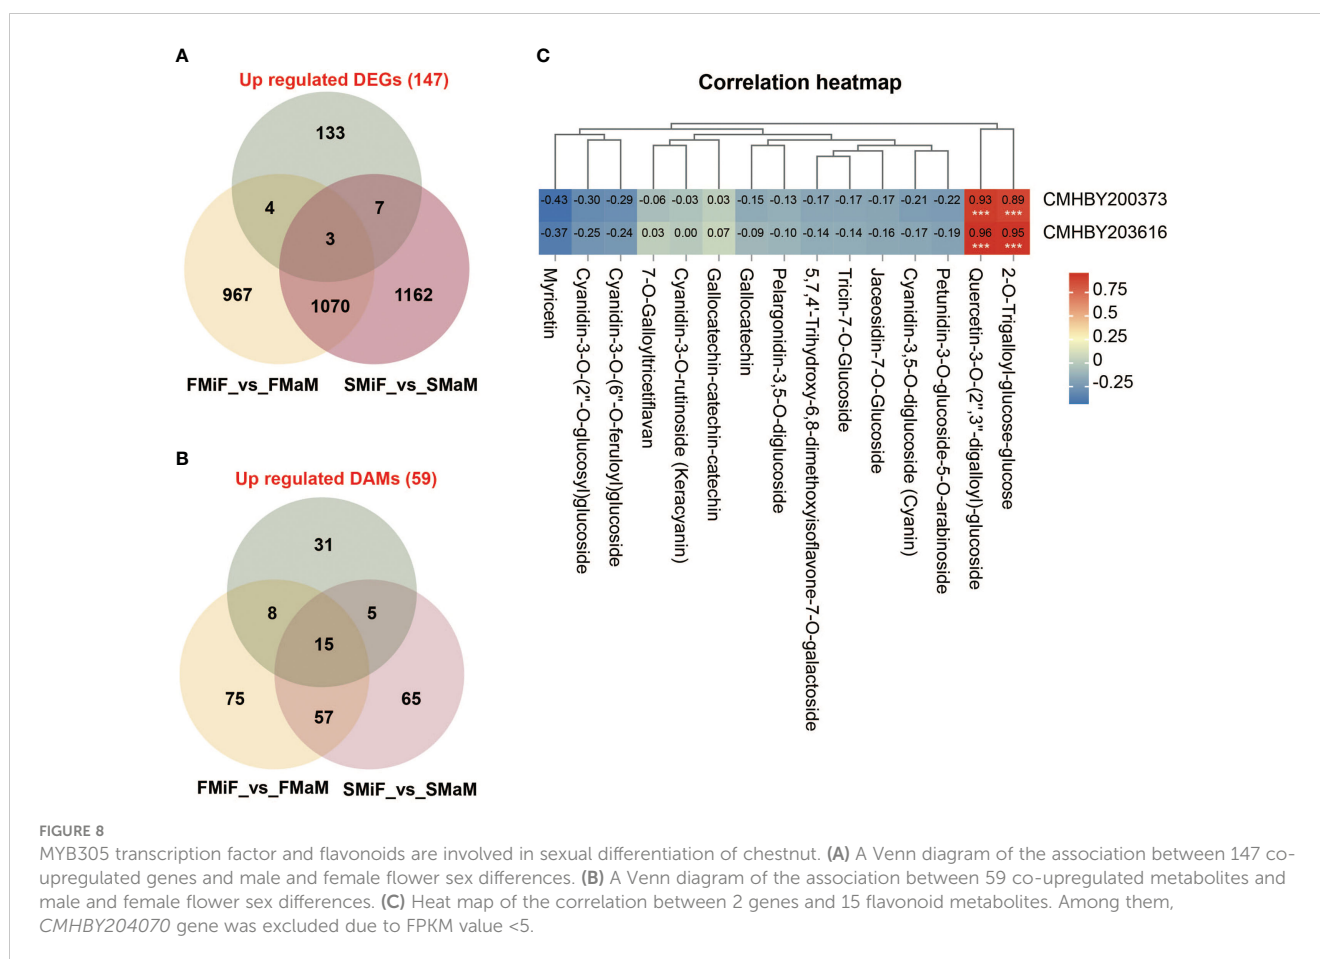 A
Up regulated DEGs (147)
133
4
7
3
967
1070
1162
FMiF_vs_FMaM
SMiF_vs_SMaM
B
Up regulated DAMs (59)
31
8
5
15
75
57
65
FMiF_vs_FMaM
SMiF_vs_SMaM
C
Correlation heatmap
-0.43 -0.30 -0.29 -0.06 -0.03 0.03 -0.15 -0.13 -0.17 -0.17 -0.17 -0.21 -0.22 0.93 0.89 CMHBY200373
*** ***
-0.37 -0.25 -0.24 0.03 0.00 0.07 -0.09 -0.10 -0.14 -0.14 -0.16 -0.17 -0.19 0.96 0.95 CMHBY203616
*** ***
Myricetin
Cyanidin-3-O-(2"-O-glucosyl)glucoside
Cyanidin-3-O-(6"-O-feruloyl)glucoside
7-O-Galloyltricetiflavan
Cyanidin-3-O-rutinoside (Keracyanin)
Gallocatechin-catechin-catechin
Gallocatechin
Pelargonidin-3,5-O-diglucoside
5,7,4'-Trihydroxy-6,8-dimethoxyisoflavone-7-O-galactoside
Tricin-7-O-Glucoside
Jaceosidin-7-O-Glucoside
Cyanidin-3,5-O-diglucoside (Cyanin)
Petunidin-3-O-glucoside-5-O-arabinoside
Quercetin-3-O-(2",3"-digalloyl)-glucoside
2-O-Trigalloyl-glucose-glucose
0.75
0.5
0.25
0
-0.25
FIGURE 8
MYB305 transcription factor and flavonoids are involved in sexual differentiation of chestnut. (A) A Venn diagram of the association between 147 co-
upregulated genes and male and female flower sex differences. (B) A Venn diagram of the association between 59 co-upregulated metabolites and
male and female flower sex differences. (C) Heat map of the correlation between 2 genes and 15 flavonoid metabolites. Among them,
CMHBY204070 gene was excluded due to FPKM value <5.